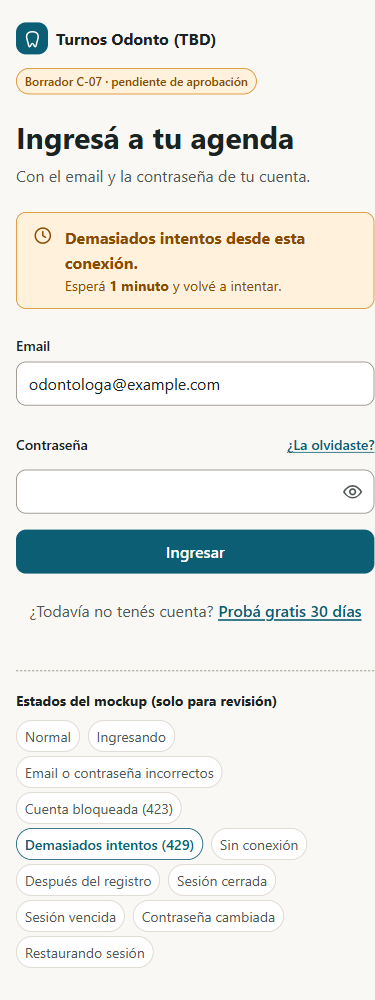 Turnos Odonto (TBD)
Borrador C-07 · pendiente de aprobación
Ingresá a tu agenda
Con el email y la contraseña de tu cuenta.
Demasiados intentos desde esta
conexión.
Esperá 1 minuto y volvé a intentar.
Email
odontologa@example.com
Contraseña ¿La olvidaste?
Ingresar
¿Todavía no tenés cuenta? Probá gratis 30 días
Estados del mockup (solo para revisión)
Normal Ingresando
Email o contraseña incorrectos
Cuenta bloqueada (423)
Demasiados intentos (429) Sin conexión
Después del registro Sesión cerrada
Sesión vencida Contraseña cambiada
Restaurando sesión